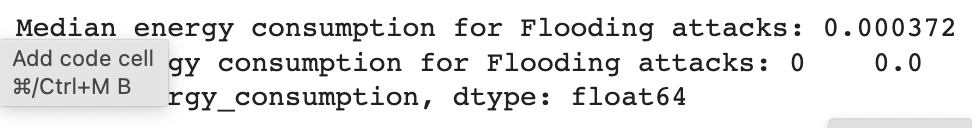 Median energy consumption for Flooding attacks: 0.000372
Add code cell
⌘/Ctrl+M B
gy consumption for Flooding attacks: 0    0.0
rgy_consumption, dtype: float64